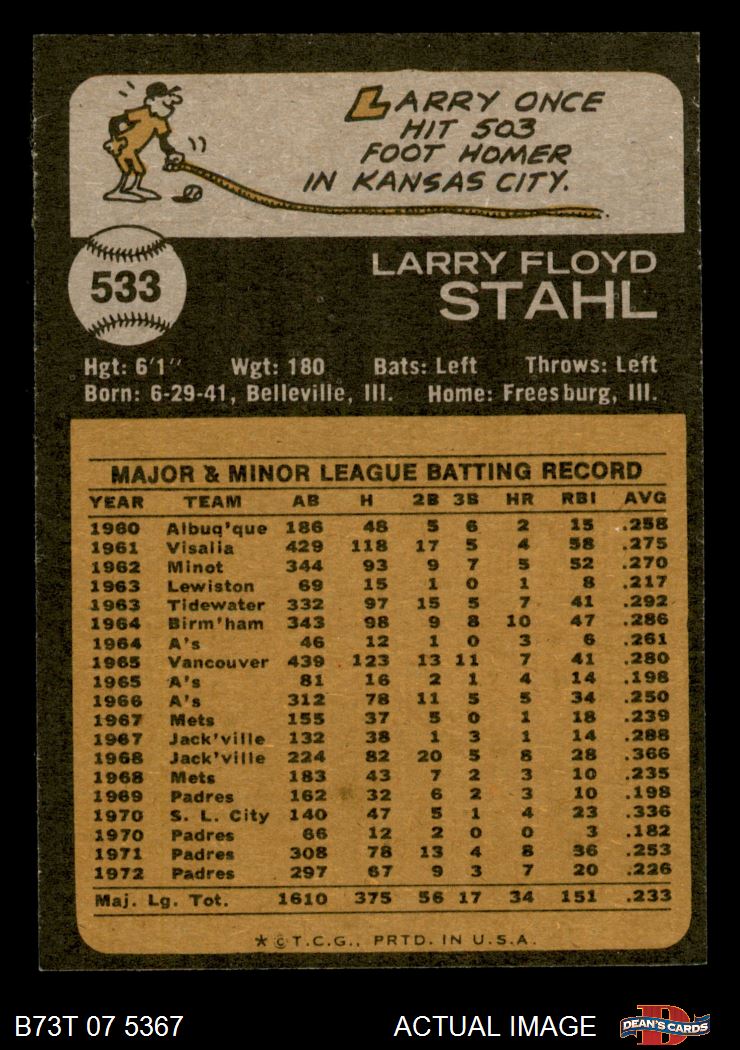 LARRY ONCE
HIT 503
FOOT HOMER
IN KANSAS CITY.
533
LARRY FLOYD
STAHL
Hgt: 6'1" Wgt: 180 Bats: Left Throws: Left
Born: 6-29-41, Belleville, Ill. Home: Freesburg, Ill.
MAJOR & MINOR LEAGUE BATTING RECORD
YEAR TEAM AB H 2B 3B HR RBI AVG
1960 Albuq'que 186 48 5 6 2 15 .258
1961 Visalia 429 118 17 5 4 58 .275
1962 Minot 344 93 9 7 5 52 .270
1963 Lewiston 69 15 1 0 1 8 .217
1963 Tidewater 332 97 15 5 7 41 .292
1964 Birm'ham 343 98 9 8 10 47 .286
1964 A's 46 12 1 0 3 6 .261
1965 Vancouver 439 123 13 11 7 41 .280
1965 A's 81 16 2 1 4 14 .198
1966 A's 312 78 11 5 5 34 .250
1967 Mets 155 37 5 0 1 18 .239
1967 Jack'ville 132 38 1 3 1 14 .288
1968 Jack'ville 224 82 20 5 8 28 .366
1968 Mets 183 43 7 2 3 10 .235
1969 Padres 162 32 6 2 3 10 .198
1970 S. L. City 140 47 5 1 4 23 .336
1970 Padres 66 12 2 0 0 3 .182
1971 Padres 308 78 13 4 8 36 .253
1972 Padres 297 67 9 3 7 20 .226
Maj. Lg. Tot. 1610 375 56 17 34 151 .233
★ © T.C.G., PRTD. IN U.S.A.
B73T 07 5367 ACTUAL IMAGE D DEAN'S CARDS